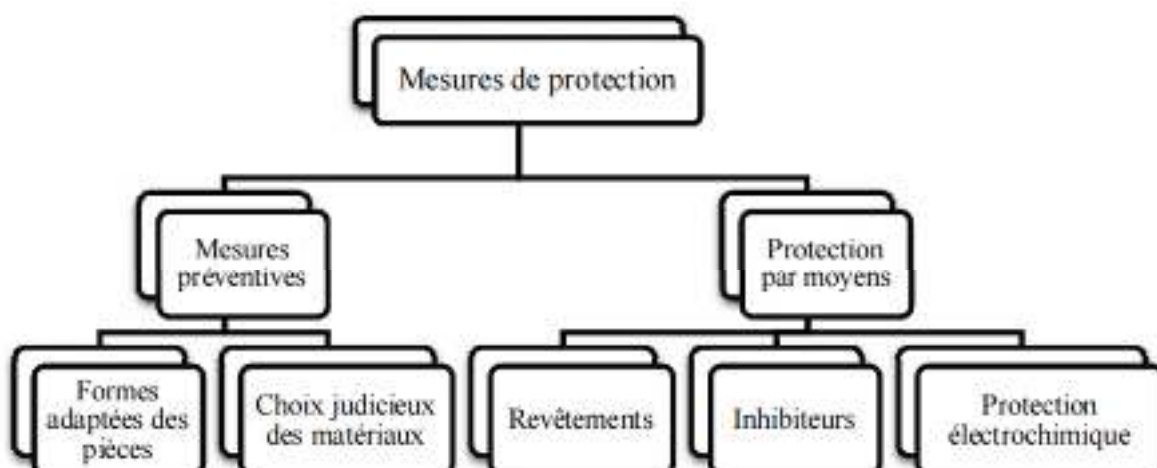 Mesures de protection
Mesures
préventives
Protection
par moyens
Formes
adaptées des
pièces
Choix judicieux
des matériaux
Revêtements
Inhibiteurs
Protection
électrochimique